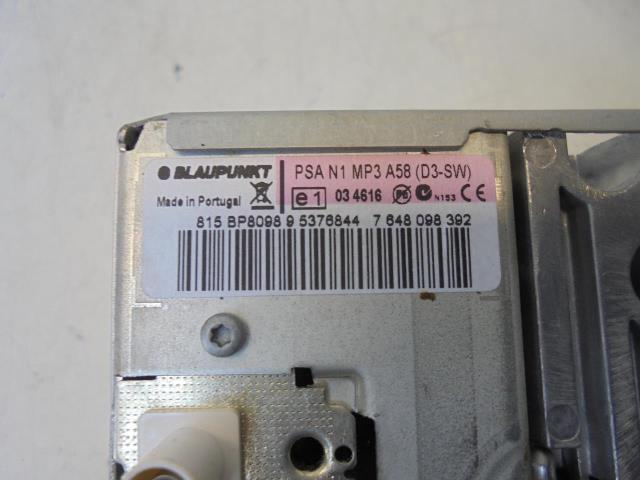 BLAUPUNKT PSA N1 MP3 A58 (D3-SW)
Made in Portugal e1 03 4616 N153 CE
815 BP8098 9 5376844 7 648 098 392